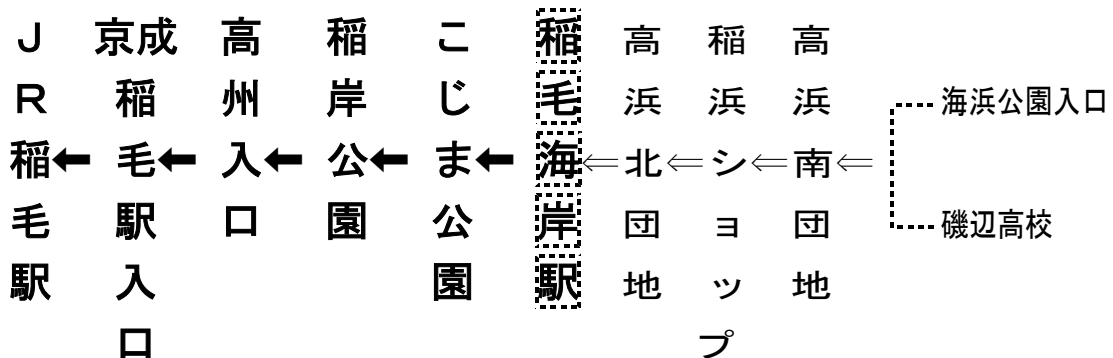 JR稲毛駅
京成稲毛駅入口
高州入口
稲岸公園
こじま公園
稲毛海岸駅
高浜北団地
稲浜ショップ
高浜南団地
海浜公園入口
磯辺高校